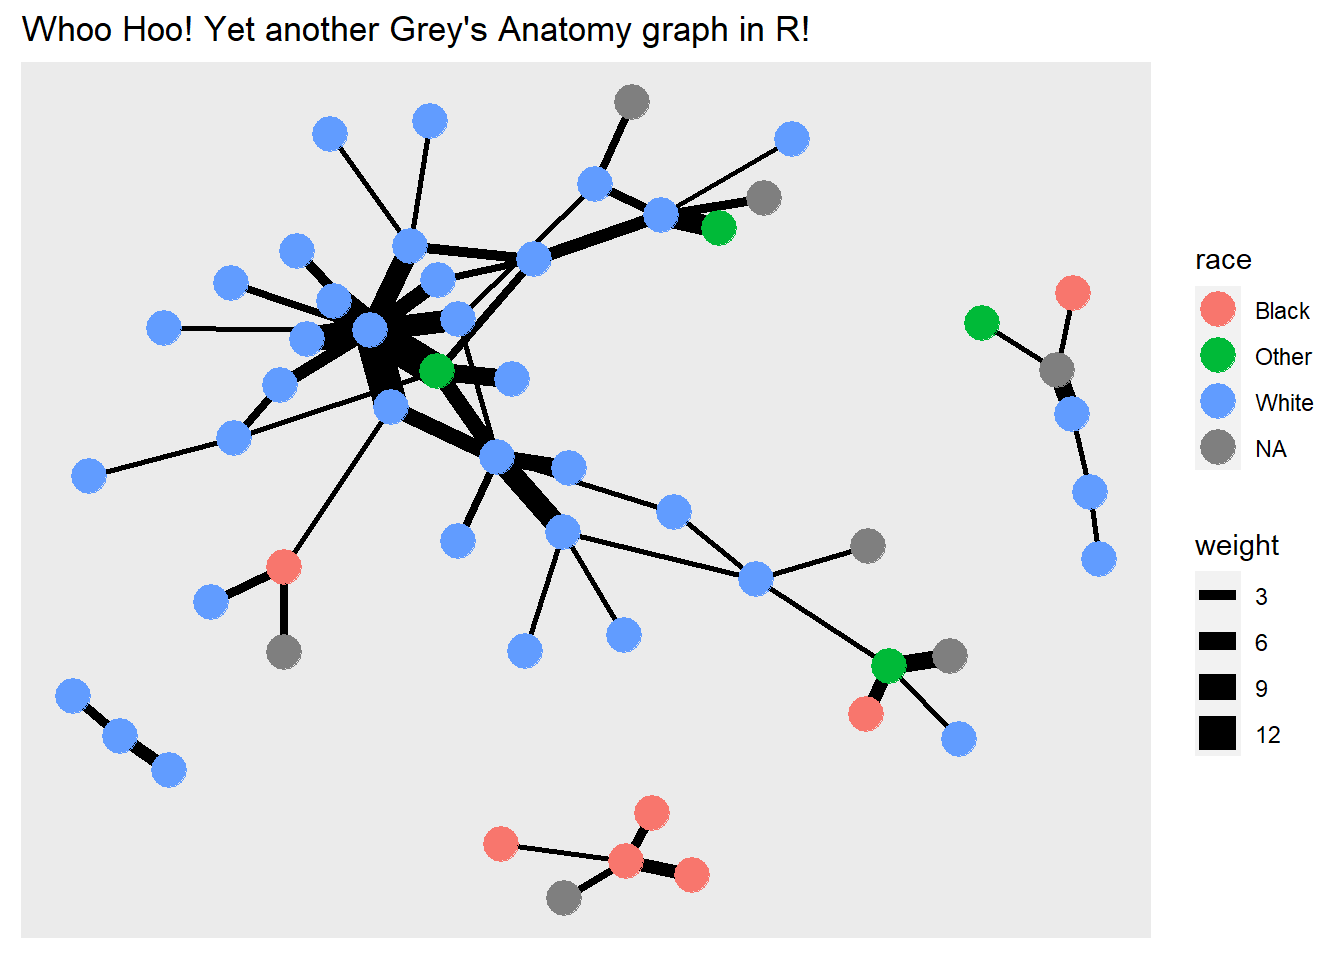 Whoo Hoo! Yet another Grey's Anatomy graph in R!
race
Black
Other
White
NA
weight
3
6
9
12